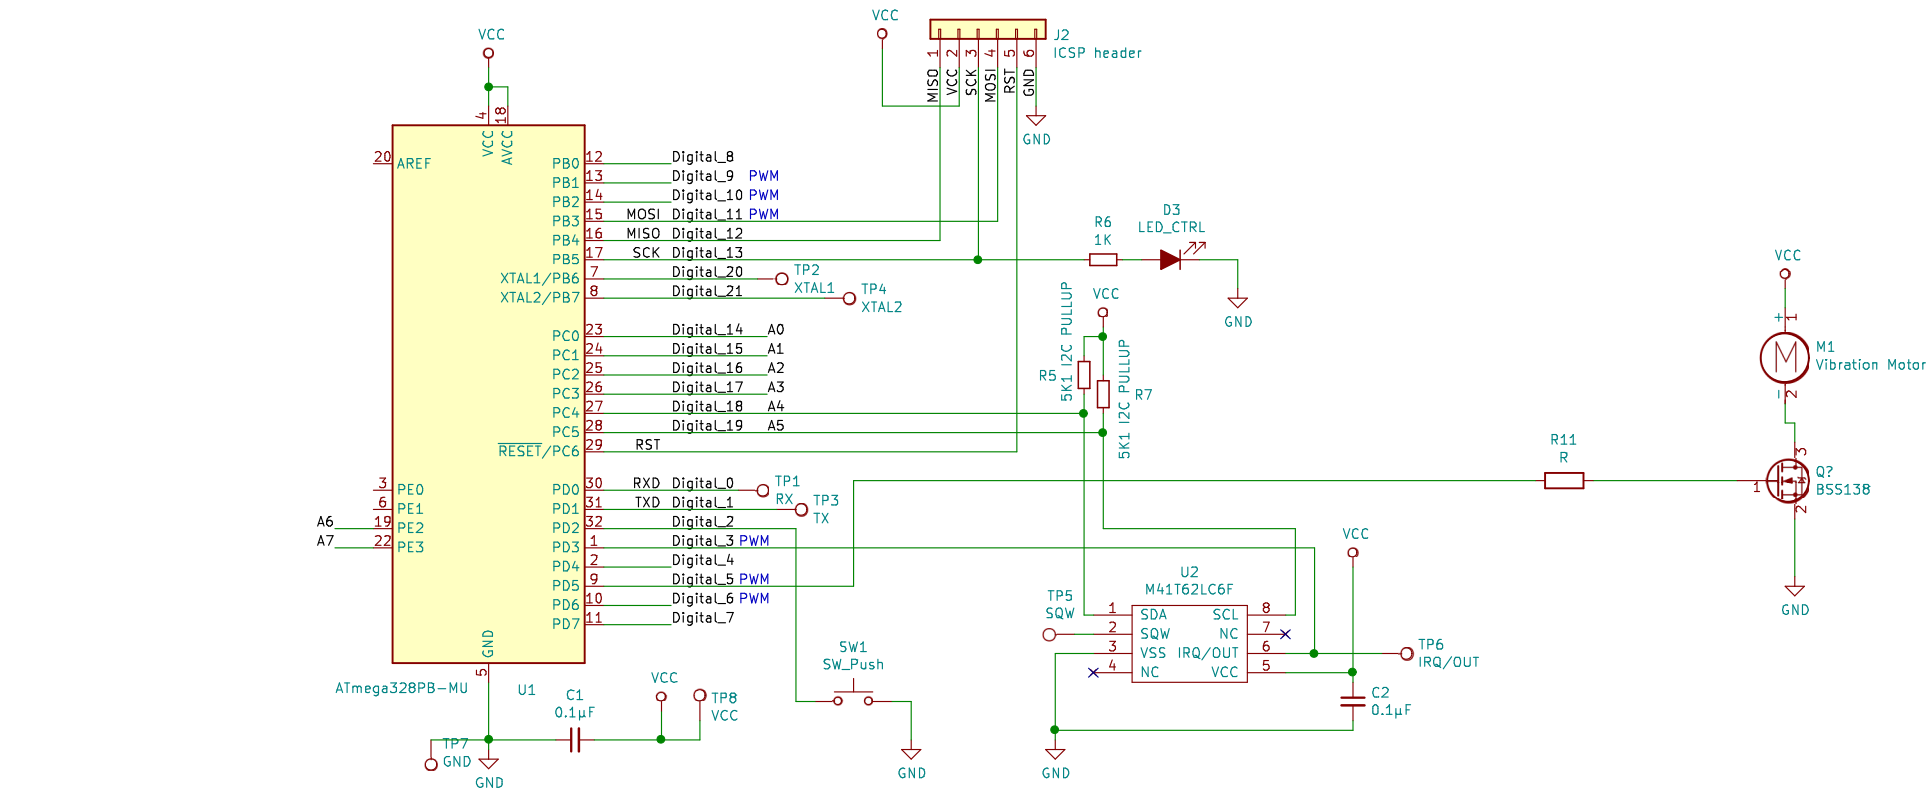 VCC
VCC
J2
ICSP header
1 2 3 4 5 6
MISO VCC SCK MOSI RST GND
GND
4 18
VCC AVCC
20 AREF
PB0 12 Digital_8
PB1 13 Digital_9 PWM
PB2 14 Digital_10 PWM
PB3 15 MOSI Digital_11 PWM
PB4 16 MISO Digital_12
PB5 17 SCK Digital_13
XTAL1/PB6 7 Digital_20
XTAL2/PB7 8 Digital_21
TP2
XTAL1
TP4
XTAL2
R6
1K
D3
LED_CTRL
GND
PC0 23 Digital_14 A0
PC1 24 Digital_15 A1
PC2 25 Digital_16 A2
PC3 26 Digital_17 A3
PC4 27 Digital_18 A4
PC5 28 Digital_19 A5
RESET/PC6 29 RST
VCC
R5
5K1 I2C PULLUP
R7
5K1 I2C PULLUP
3 PE0
6 PE1
A6 19 PE2
A7 22 PE3
PD0 30 RXD Digital_0
PD1 31 TXD Digital_1
PD2 32 Digital_2
PD3 1 Digital_3 PWM
PD4 2 Digital_4
PD5 9 Digital_5 PWM
PD6 10 Digital_6 PWM
PD7 11 Digital_7
TP1
RX
TP3
TX
GND
5
ATmega328PB-MU
U1
C1
0.1µF
VCC
TP8
VCC
TP7
GND
GND
SW1
SW_Push
GND
U2
M41T62LC6F
TP5
SQW
1 SDA SCL 8
2 SQW NC 7
3 VSS IRQ/OUT 6
4 NC VCC 5
VCC
TP6
IRQ/OUT
C2
0.1µF
GND
R11
R
VCC
+ 1
M
M1
Vibration Motor
- 2
3
Q?
BSS138
1
2
GND